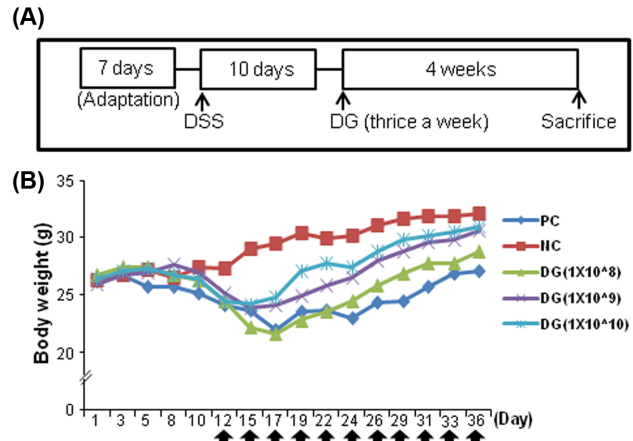 (A)
7 days
10 days
4 weeks
(Adaptation)
DSS
DG (thrice a week)
Sacrifice
(B)
Body weight (g)
35
30
25
20
0
PC
NC
DG(1X10^8)
DG(1X10^9)
DG(1X10^10)
1 3 5 8 10 12 15 17 19 22 24 26 29 31 33 36 (Day)